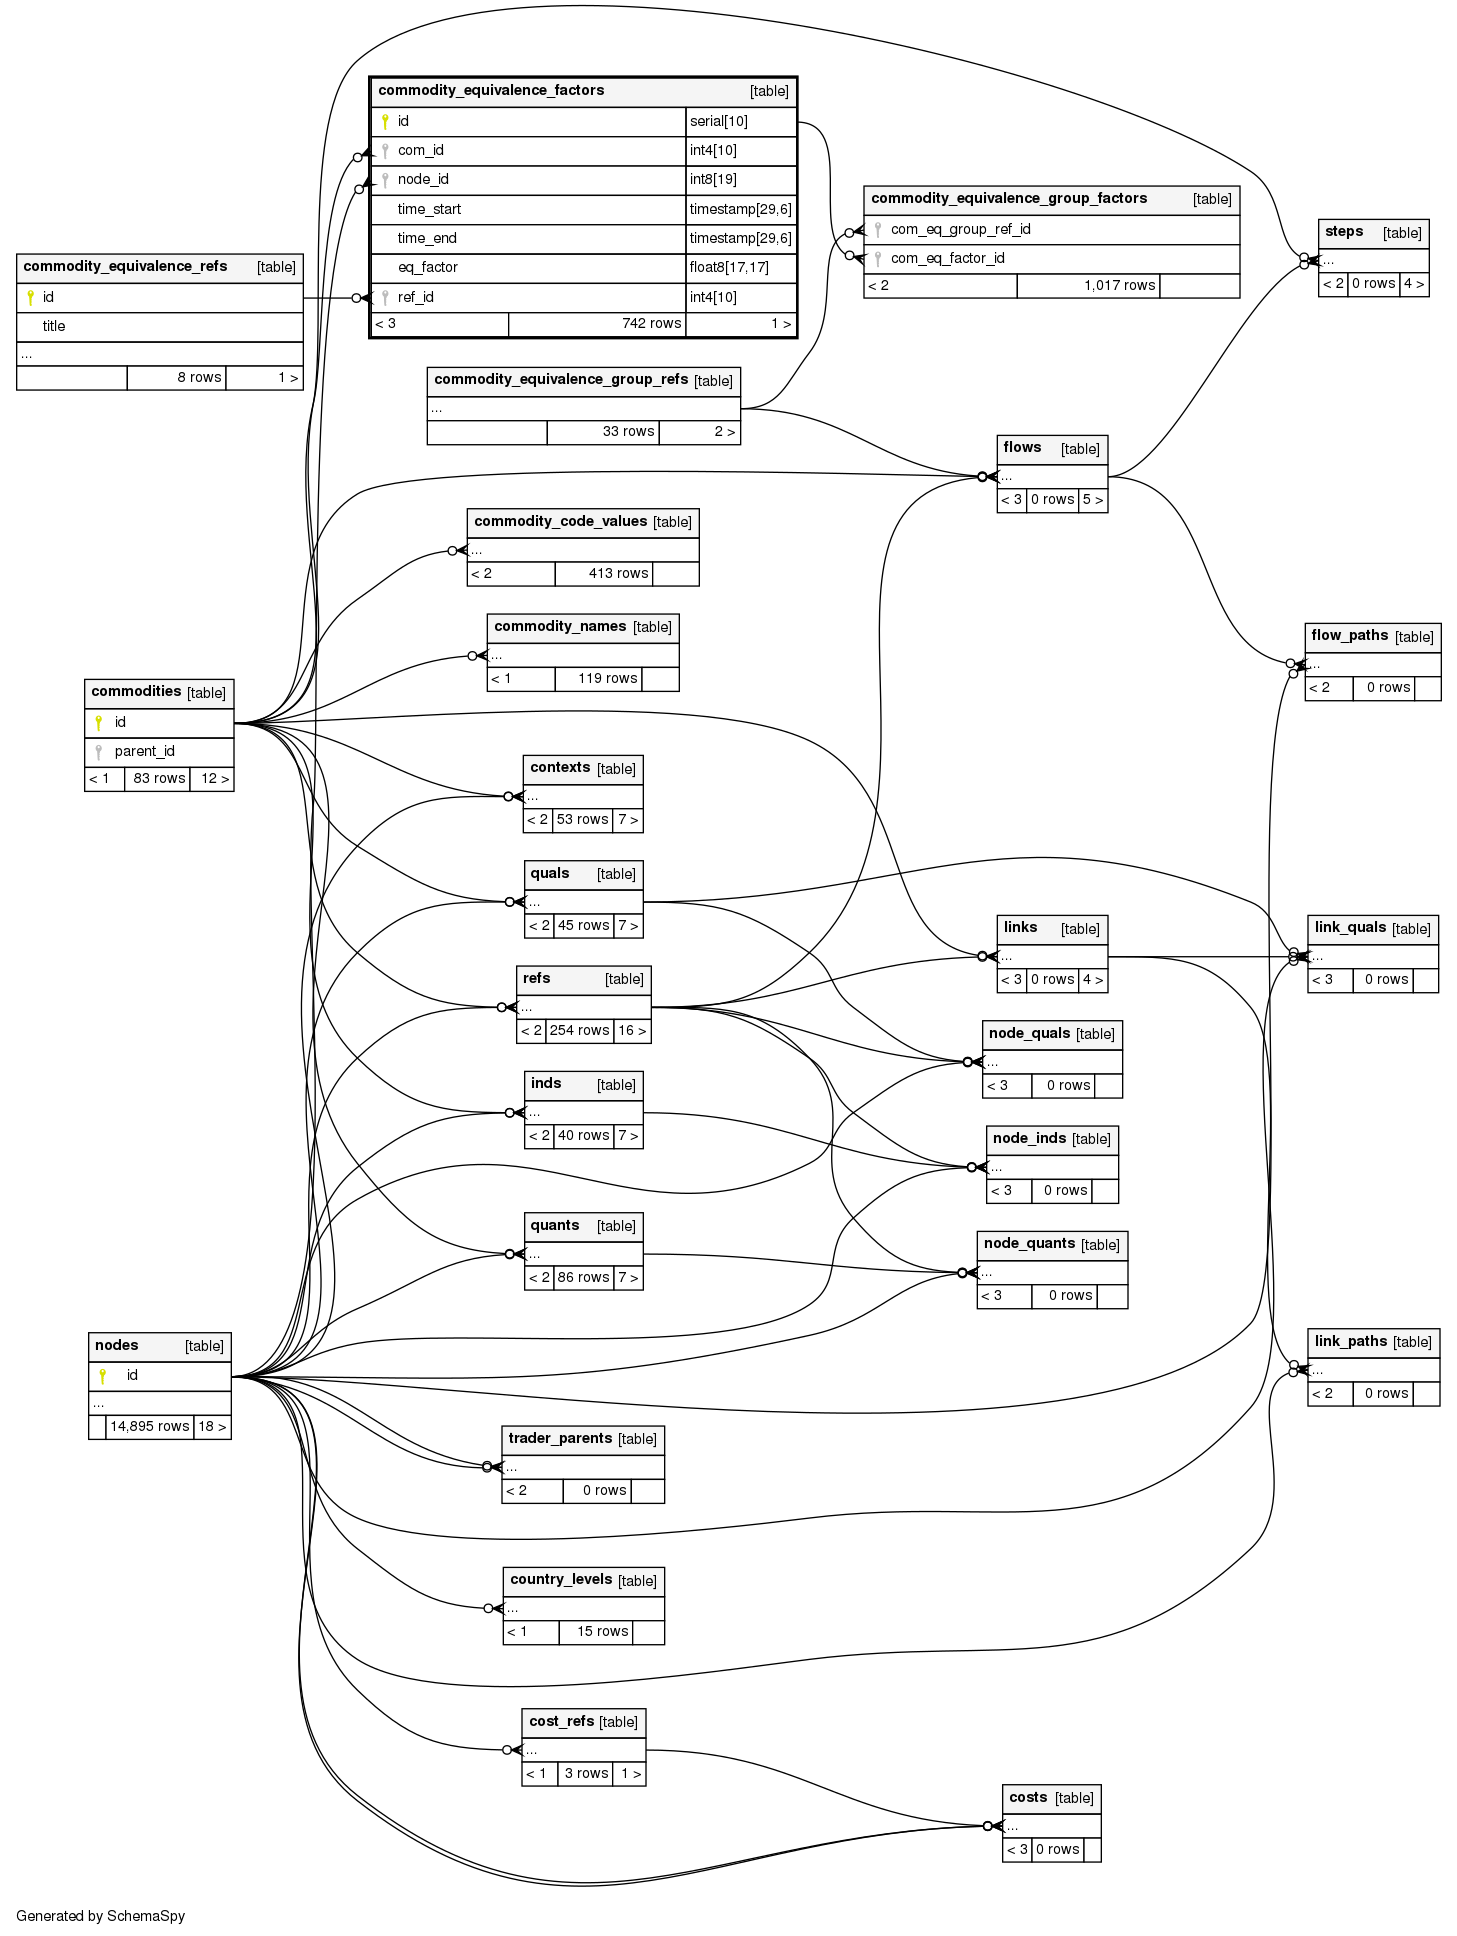 commodity_equivalence_factors [table]
id serial[10]
com_id int4[10]
node_id int8[19]
time_start timestamp[29,6]
time_end timestamp[29,6]
eq_factor float8[17,17]
ref_id int4[10]
< 3 742 rows 1 >
commodity_equivalence_group_factors [table]
com_eq_group_ref_id
com_eq_factor_id
< 2 1,017 rows
steps [table]
...
< 2 0 rows 4 >
commodity_equivalence_refs [table]
id
title
...
8 rows 1 >
commodity_equivalence_group_refs [table]
...
33 rows 2 >
flows [table]
...
< 3 0 rows 5 >
commodity_code_values [table]
...
< 2 413 rows
commodity_names [table]
...
< 1 119 rows
flow_paths [table]
...
< 2 0 rows
commodities [table]
id
parent_id
< 1 83 rows 12 >
contexts [table]
...
< 2 53 rows 7 >
quals [table]
...
< 2 45 rows 7 >
links [table]
...
< 3 0 rows 4 >
link_quals [table]
...
< 3 0 rows
refs [table]
...
< 2 254 rows 16 >
node_quals [table]
...
< 3 0 rows
inds [table]
...
< 2 40 rows 7 >
node_inds [table]
...
< 3 0 rows
quants [table]
...
< 2 86 rows 7 >
node_quants [table]
...
< 3 0 rows
nodes [table]
id
...
14,895 rows 18 >
link_paths [table]
...
< 2 0 rows
trader_parents [table]
...
< 2 0 rows
country_levels [table]
...
< 1 15 rows
cost_refs [table]
...
< 1 3 rows 1 >
costs [table]
...
< 3 0 rows
Generated by SchemaSpy